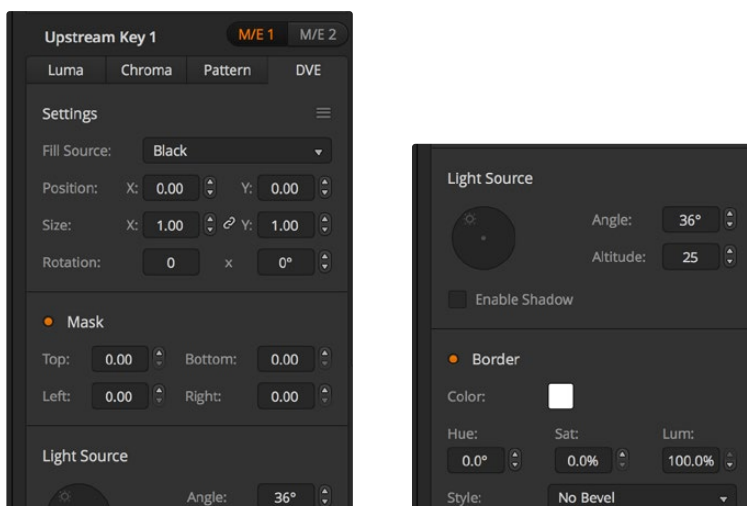 Upstream Key 1 M/E 1 M/E 2
Luma Chroma Pattern DVE
Settings
Fill Source: Black
Position: X: 0.00 Y: 0.00
Size: X: 1.00 Y: 1.00
Rotation: 0 x 0°
Mask
Top: 0.00 Bottom: 0.00
Left: 0.00 Right: 0.00
Light Source
Angle: 36°
Light Source
Angle: 36°
Altitude: 25
Enable Shadow
Border
Color:
Hue: Sat: Lum:
0.0° 0.0% 100.0%
Style: No Bevel